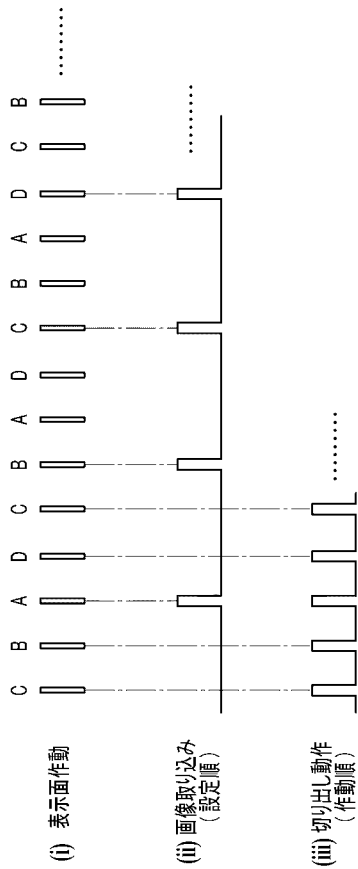 C B A D C B A D C B A D C B
(i) 表示面作動
(ii) 画像取り込み
(設定順)
(iii) 切り出し動作
(作動順)